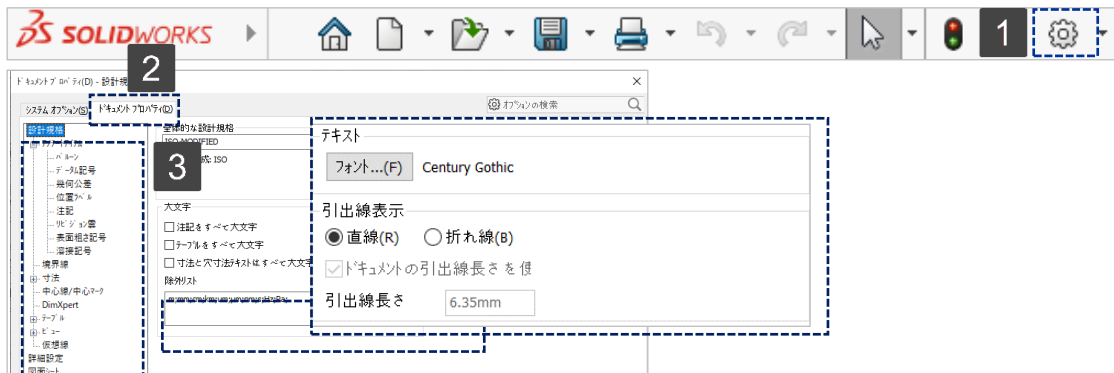 SOLIDWORKS
1
2
ドキュメント プロパティ(D) - 設計規
システム オプション(S)
ドキュメント プロパティ(D)
オプションの検索
設計規格
バルーン
データム記号
幾何公差
位置ラベル
注記
リビジョン雲
表面粗さ記号
溶接記号
境界線
寸法
中心線/中心マーク
DimXpert
テーブル
ビュー
仮想線
詳細設定
図面シート
全体的な設計規格
ISO-MODIFIED
: ISO
3
大文字
注記をすべて大文字
テーブルをすべて大文字
寸法と穴寸法テキストはすべて大文字
除外リスト
テキスト
フォント...(F)
Century Gothic
引出線表示
直線(R)
折れ線(B)
ドキュメントの引出線長さを使
引出線長さ
6.35mm